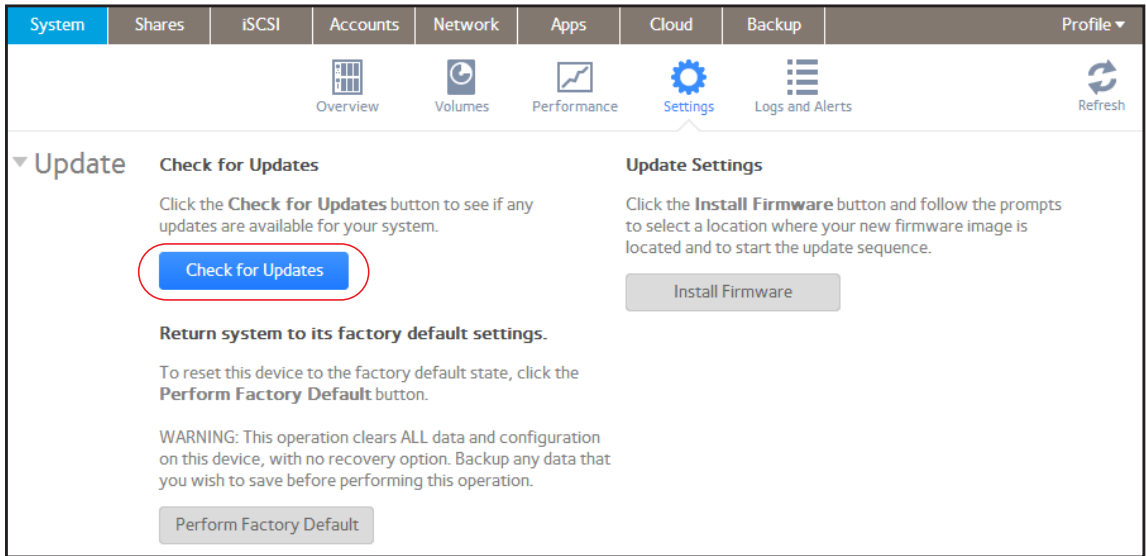 System Shares iSCSI Accounts Network Apps Cloud Backup Profile
Overview Volumes Performance Settings Logs and Alerts Refresh
Update
Check for Updates
Click the Check for Updates button to see if any
updates are available for your system.
Check for Updates
Return system to its factory default settings.
To reset this device to the factory default state, click the
Perform Factory Default button.
WARNING: This operation clears ALL data and configuration
on this device, with no recovery option. Backup any data that
you wish to save before performing this operation.
Perform Factory Default
Update Settings
Click the Install Firmware button and follow the prompts
to select a location where your new firmware image is
located and to start the update sequence.
Install Firmware